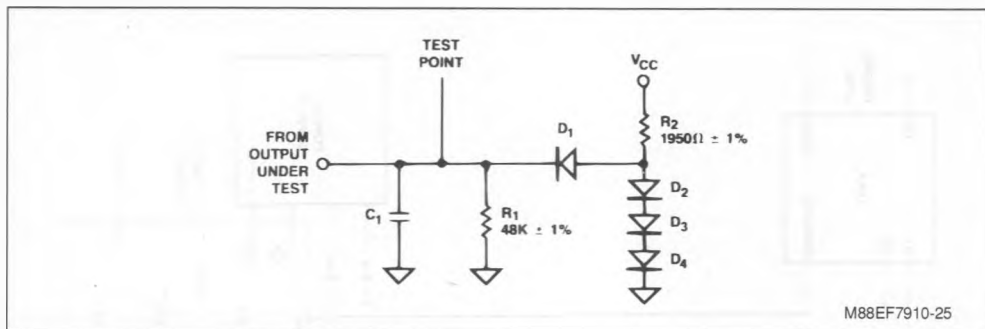 TEST
POINT
VCC
R2
1950Ω ± 1%
D1
FROM
OUTPUT
UNDER
TEST
D2
C1
R1
48K ± 1%
D3
D4
M88EF7910-25